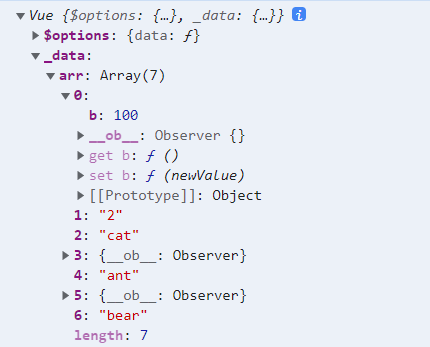 Vue {$options: {…}, _data: {…}} i
$options: {data: ƒ}
_data:
arr: Array(7)
0:
b: 100
__ob__: Observer {}
get b: ƒ ()
set b: ƒ (newValue)
[[Prototype]]: Object
1: "2"
2: "cat"
3: {__ob__: Observer}
4: "ant"
5: {__ob__: Observer}
6: "bear"
length: 7